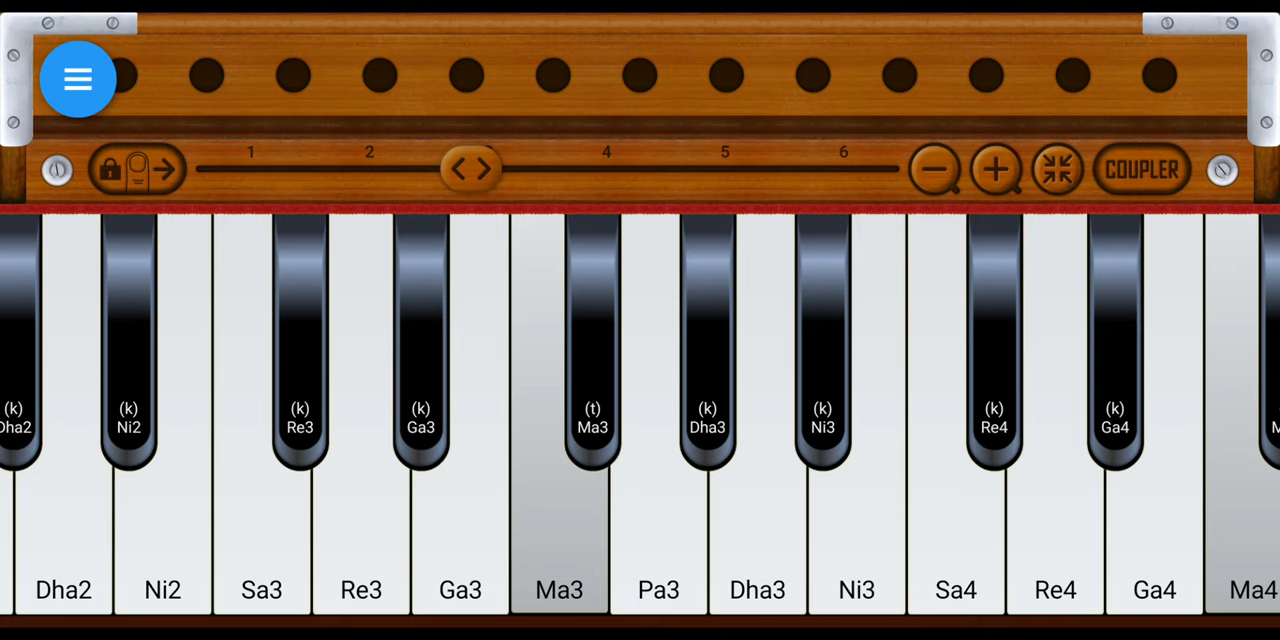 1 2 4 5 6
COUPLER
(k) (k) (k) (k) (t) (k) (k) (k) (k)
Dha2 Ni2 Re3 Ga3 Ma3 Dha3 Ni3 Re4 Ga4 M
Dha2 Ni2 Sa3 Re3 Ga3 Ma3 Pa3 Dha3 Ni3 Sa4 Re4 Ga4 Ma4